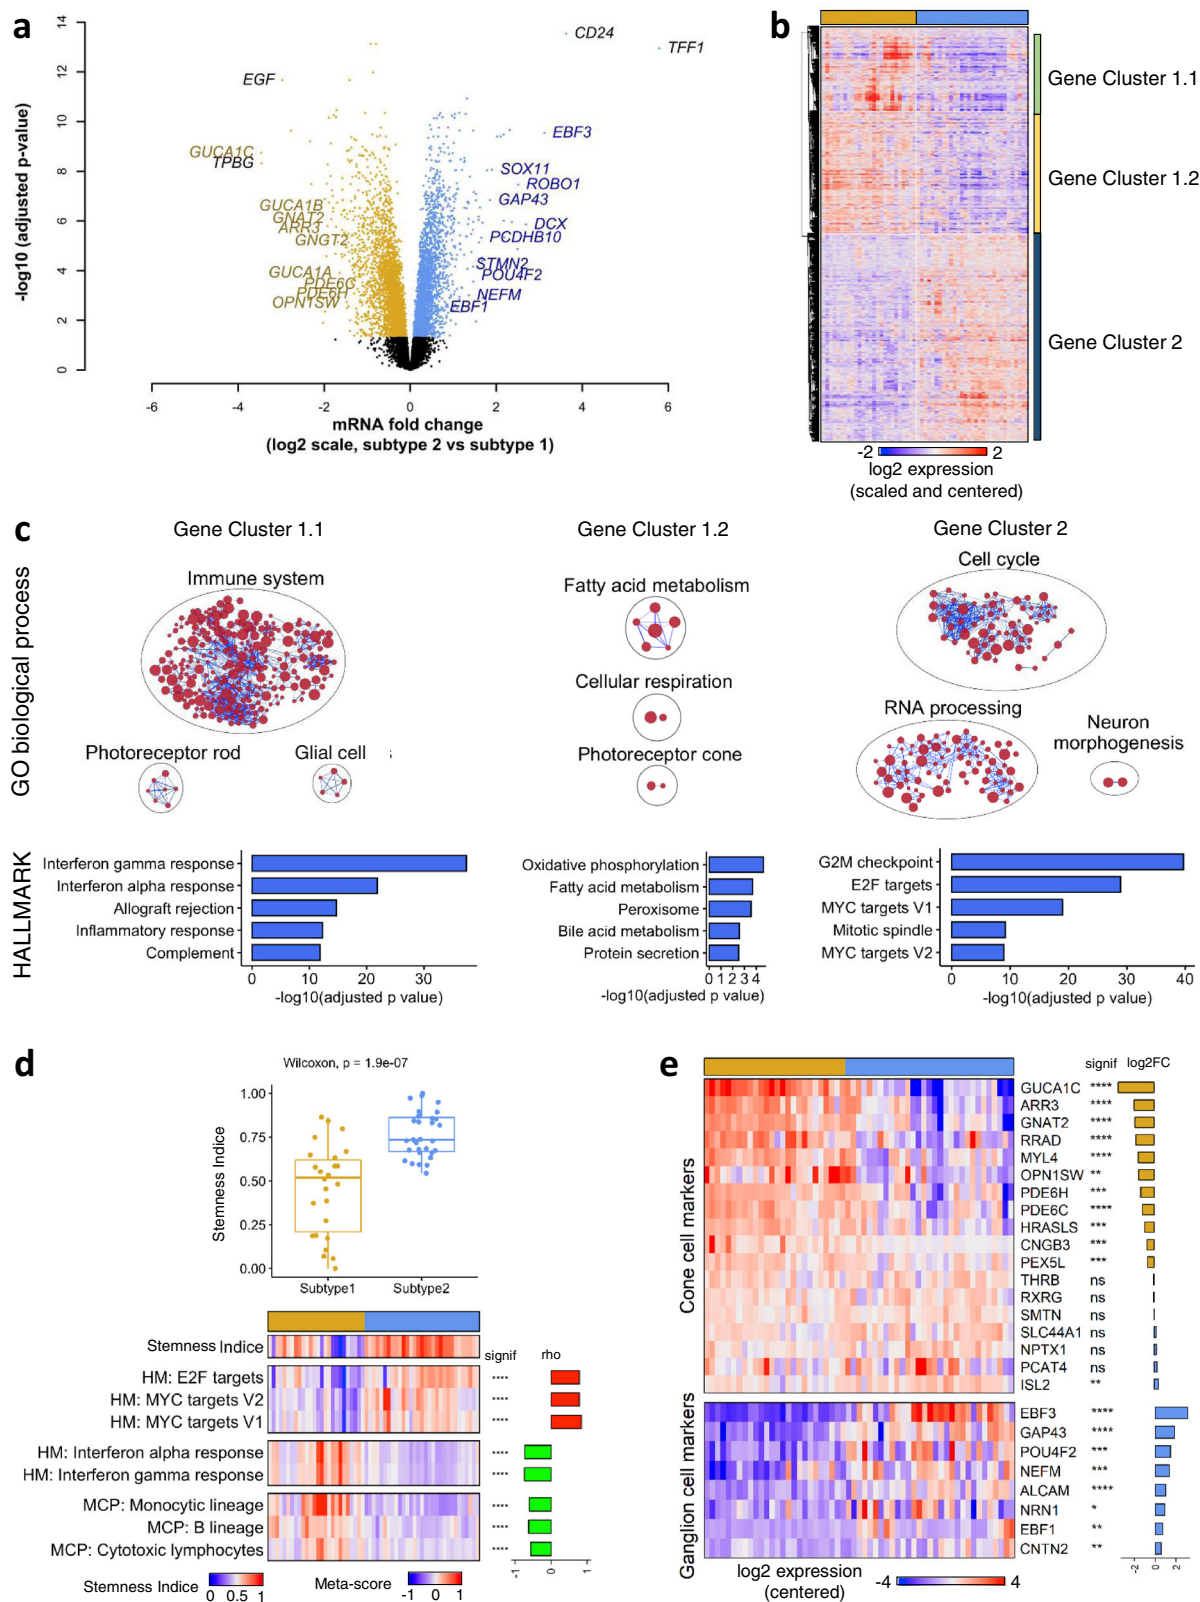 a
14
12
10
8
6
4
2
0
-log10 (adjusted p-value)
CD24
TFF1
EGF
EBF3
GUCA1C
TPBG
SOX11
ROBO1
GAP43
GUCA1B
GNAT2
ARR3
GNGT2
DCX
PCDHB10
GUCA1A
PDE6C
PDE6H
OPN1SW
STMN2
POU4F2
NEFM
EBF1
-6 -4 -2 0 2 4 6
mRNA fold change
(log2 scale, subtype 2 vs subtype 1)
b
Gene Cluster 1.1
Gene Cluster 1.2
Gene Cluster 2
-2 2
log2 expression
(scaled and centered)
c
GO biological process
Gene Cluster 1.1
Immune system
Photoreceptor rod
Glial cell
Gene Cluster 1.2
Fatty acid metabolism
Cellular respiration
Photoreceptor cone
Gene Cluster 2
Cell cycle
RNA processing
Neuron
morphogenesis
HALLMARK
Interferon gamma response
Interferon alpha response
Allograft rejection
Inflammatory response
Complement
0 10 20 30
-log10(adjusted p value)
Oxidative phosphorylation
Fatty acid metabolism
Peroxisome
Bile acid metabolism
Protein secretion
0 1 2 3 4
-log10(adjusted p value)
G2M checkpoint
E2F targets
MYC targets V1
Mitotic spindle
MYC targets V2
0 10 20 30 40
-log10(adjusted p value)
d
Wilcoxon, p = 1.9e-07
Stemness Indice
1.00
0.75
0.50
0.25
0.00
Subtype1 Subtype2
Stemness Indice
signif rho
HM: E2F targets ****
HM: MYC targets V2 ****
HM: MYC targets V1 ****
HM: Interferon alpha response ****
HM: Interferon gamma response ****
MCP: Monocytic lineage ****
MCP: B lineage ****
MCP: Cytotoxic lymphocytes ****
-1 0 1
Stemness Indice 0 0.5 1
Meta-score -1 0 1
e
signif log2FC
Cone cell markers
GUCA1C ****
ARR3 ****
GNAT2 ****
RRAD ****
MYL4 ****
OPN1SW **
PDE6H ***
PDE6C ****
HRASLS ***
CNGB3 ***
PEX5L ***
THRB ns
RXRG ns
SMTN ns
SLC44A1 ns
NPTX1 ns
PCAT4 ns
ISL2 **
Ganglion cell markers
EBF3 ****
GAP43 ****
POU4F2 ***
NEFM ***
ALCAM ****
NRN1 *
EBF1 **
CNTN2 **
-2 0 2
log2 expression
(centered)
-4 4